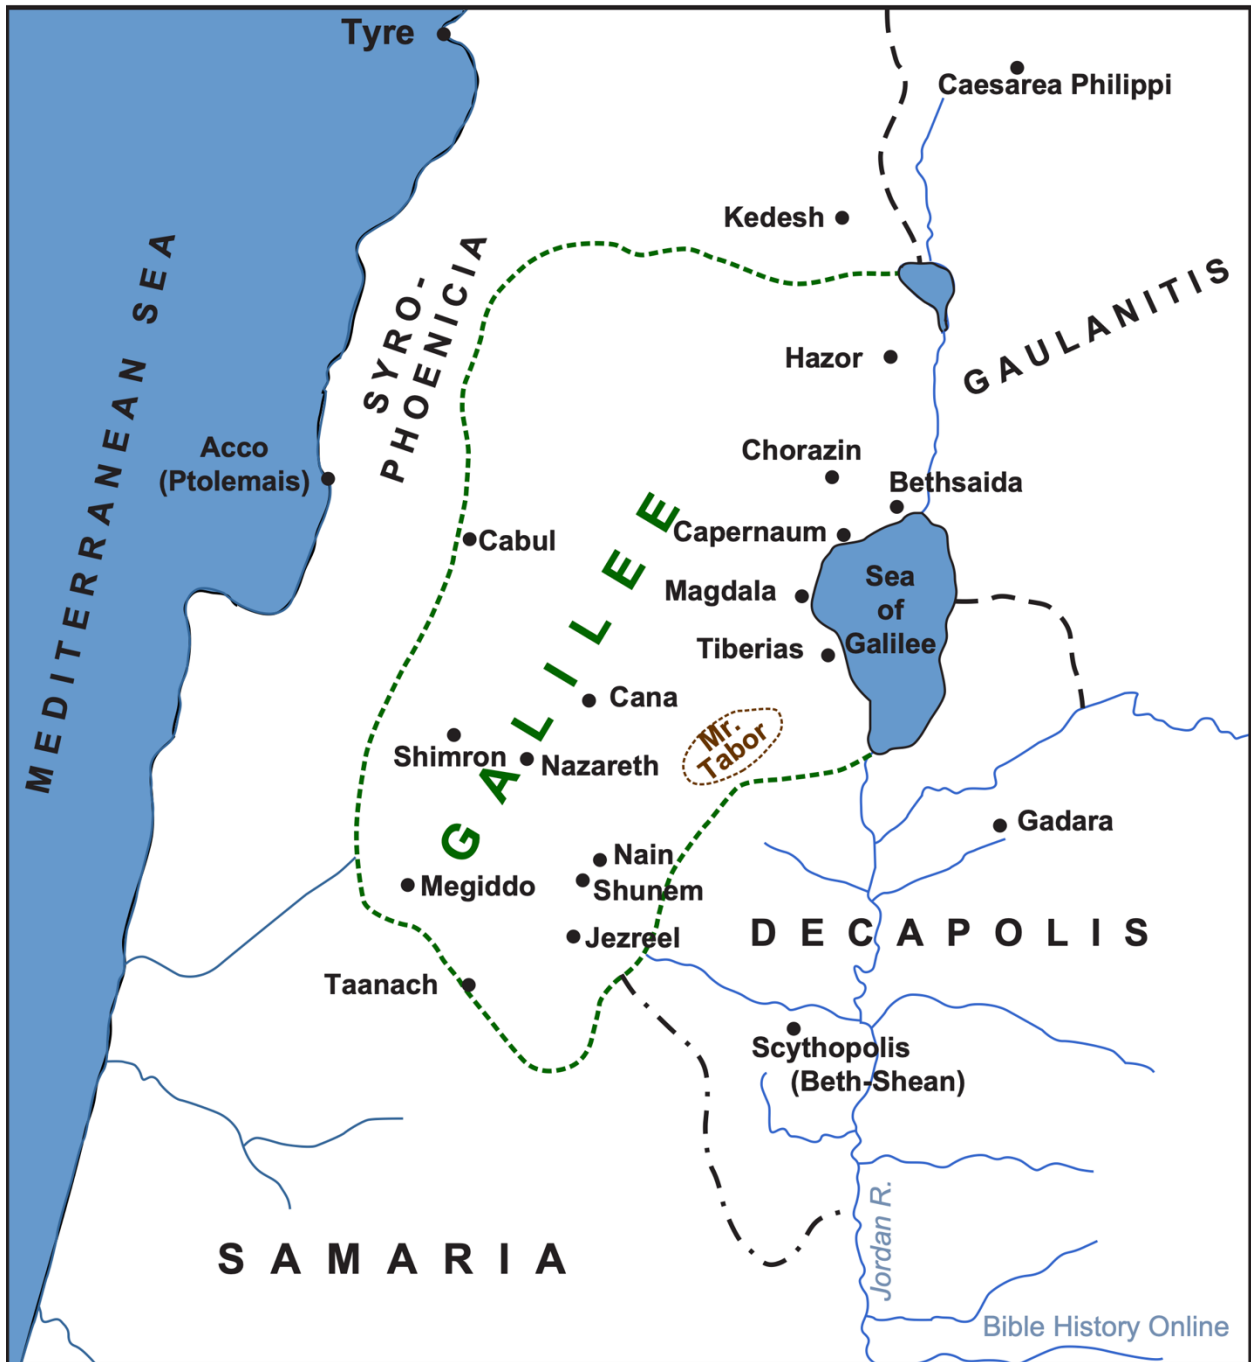 Tyre
Caesarea Philippi
Kedesh
MEDITERRANEAN SEA
SYRO-
PHOENICIA
GAULANITIS
Hazor
Acco
(Ptolemais)
Chorazin
Bethsaida
Capernaum
Cabul
GALILEE
Magdala
Sea
of
Galilee
Tiberias
Cana
Mr.
Tabor
Shimron
Nazareth
Gadara
Nain
Megiddo
Shunem
Jezreel
DECAPOLIS
Taanach
Scythopolis
(Beth-Shean)
Jordan R.
SAMARIA
Bible History Online